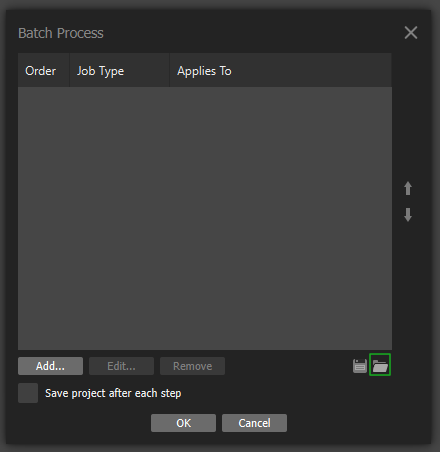 Batch Process
Order Job Type Applies To
Add... Edit... Remove
Save project after each step
OK Cancel